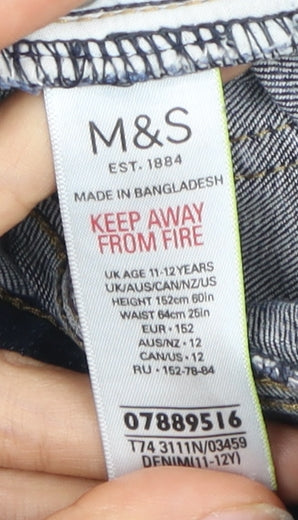 M&S
EST. 1884
MADE IN BANGLADESH
KEEP AWAY
FROM FIRE
UK AGE 11-12 YEARS
UK/AUS/CAN/NZ/US
HEIGHT 152cm 60in
WAIST 64cm 25in
EUR • 152
AUS/NZ • 12
CAN/US • 12
RU • 152-78-64
07889516
T74 3111N/03459
DENIM(11-12Y)